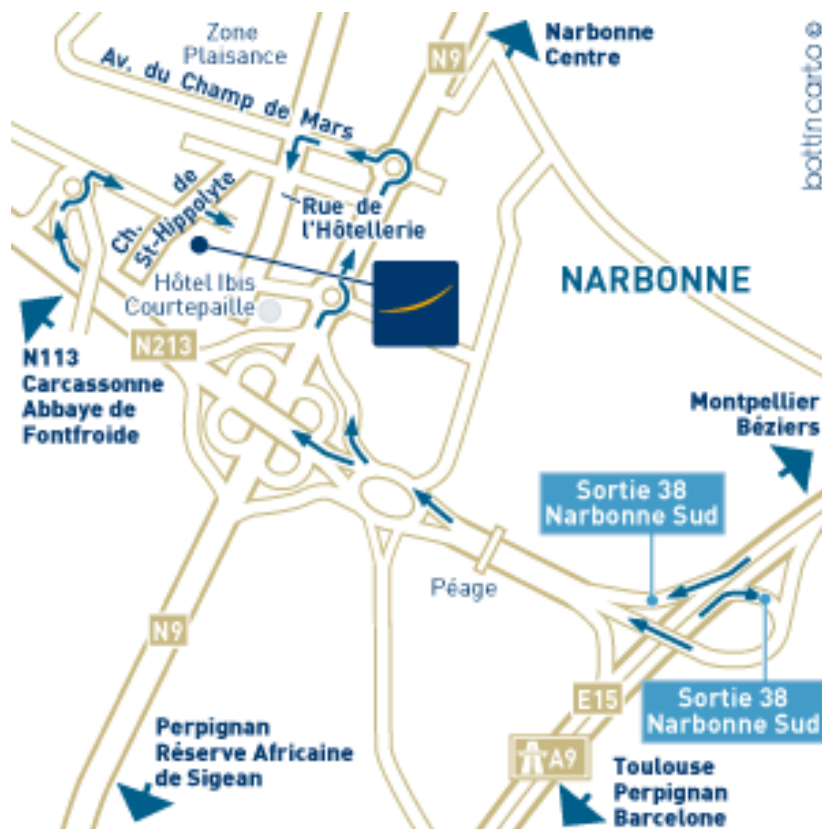 Zone
Plaisance
N9
Narbonne
Centre
bottin carto ©
Av. du Champ de Mars
Ch. de
St-Hippolyte
Rue de
l'Hôtellerie
Hôtel Ibis
Courtepaille
NARBONNE
N213
N113
Carcassonne
Abbaye de
Fontfroide
Montpellier
Béziers
Sortie 38
Narbonne Sud
Péage
N9
E15
Sortie 38
Narbonne Sud
Perpignan
Réserve Africaine
de Sigean
A9
Toulouse
Perpignan
Barcelone